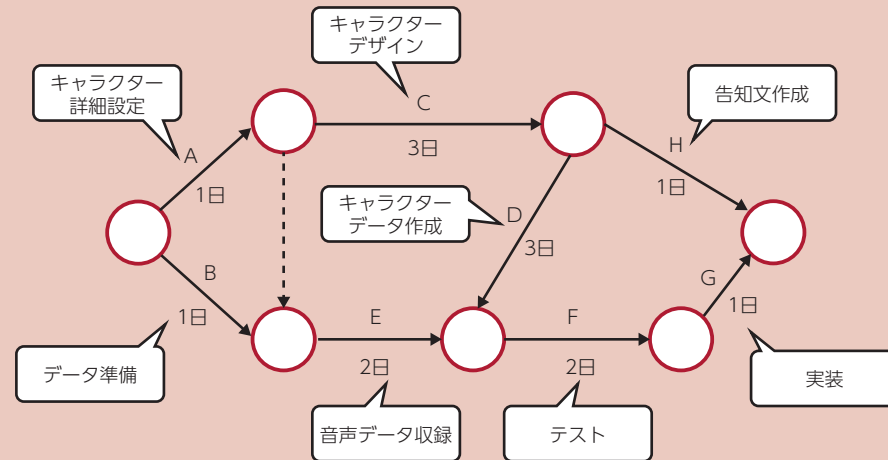 キャラクター
デザイン
キャラクター
詳細設定
C
告知文作成
A
3日
H
1日
キャラクター
データ作成
D
1日
B
3日
G
1日
E
F
1日
データ準備
2日
2日
実装
音声データ収録
テスト